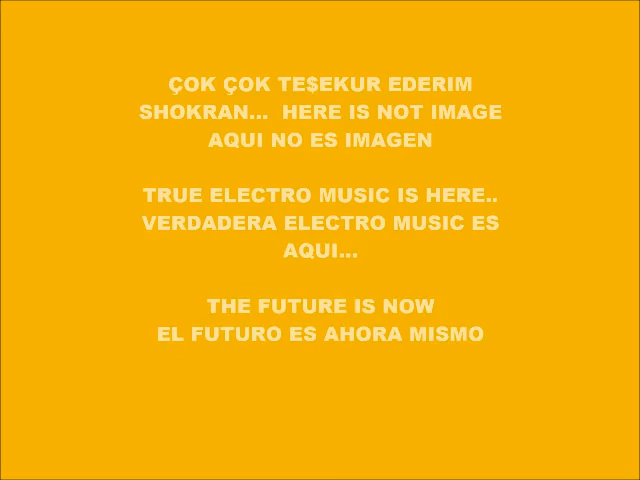 ÇOK ÇOK TE$EKUR EDERIM
SHOKRAN... HERE IS NOT IMAGE
AQUI NO ES IMAGEN
TRUE ELECTRO MUSIC IS HERE..
VERDADERA ELECTRO MUSIC ES
AQUI...
THE FUTURE IS NOW
EL FUTURO ES AHORA MISMO